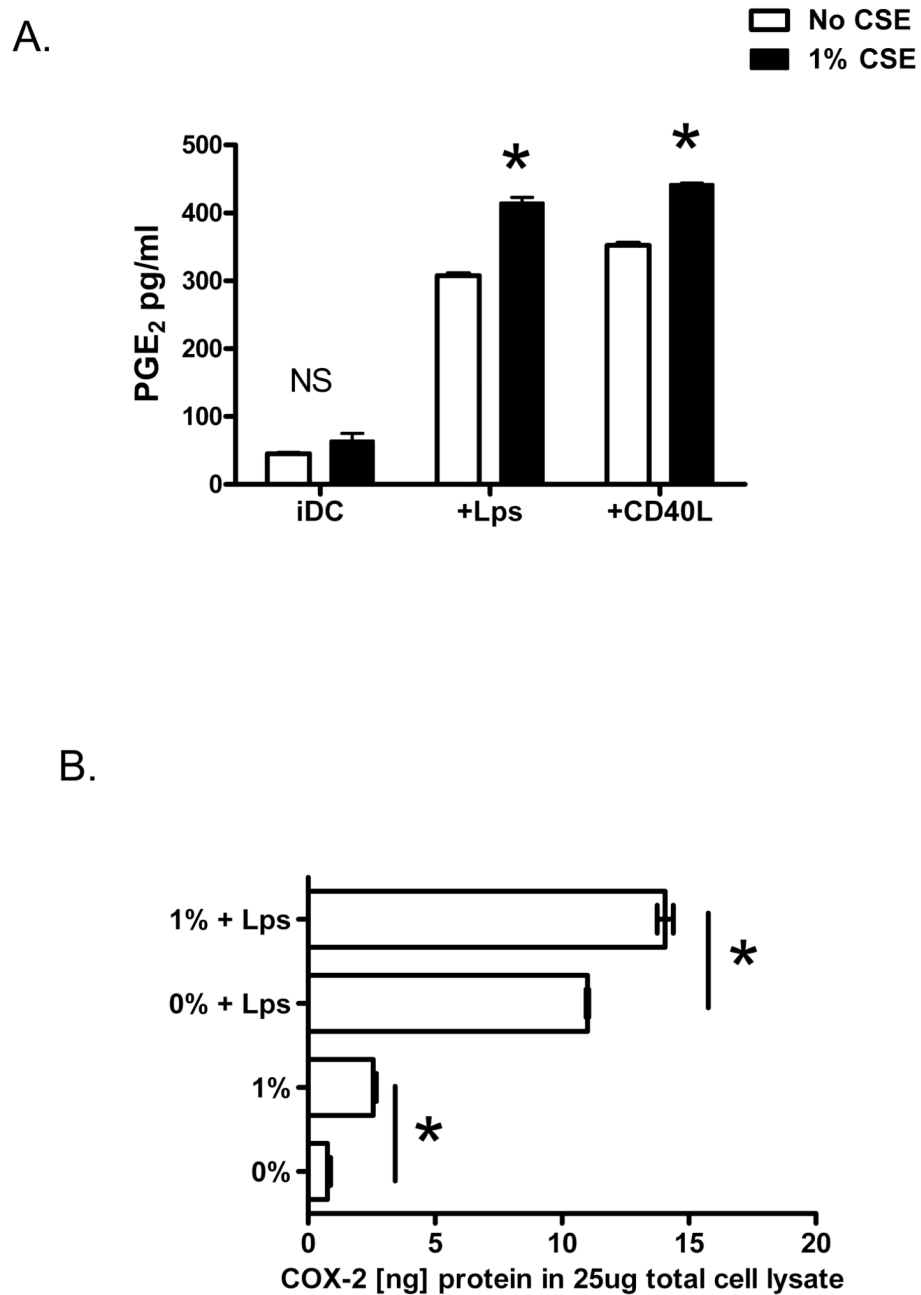 A.
No CSE
1% CSE
PGE₂ pg/ml
500
400
300
200
100
0
*
*
NS
iDC
+Lps
+CD40L
B.
1% + Lps
0% + Lps
1%
0%
*
*
0
5
10
15
20
COX-2 [ng] protein in 25ug total cell lysate